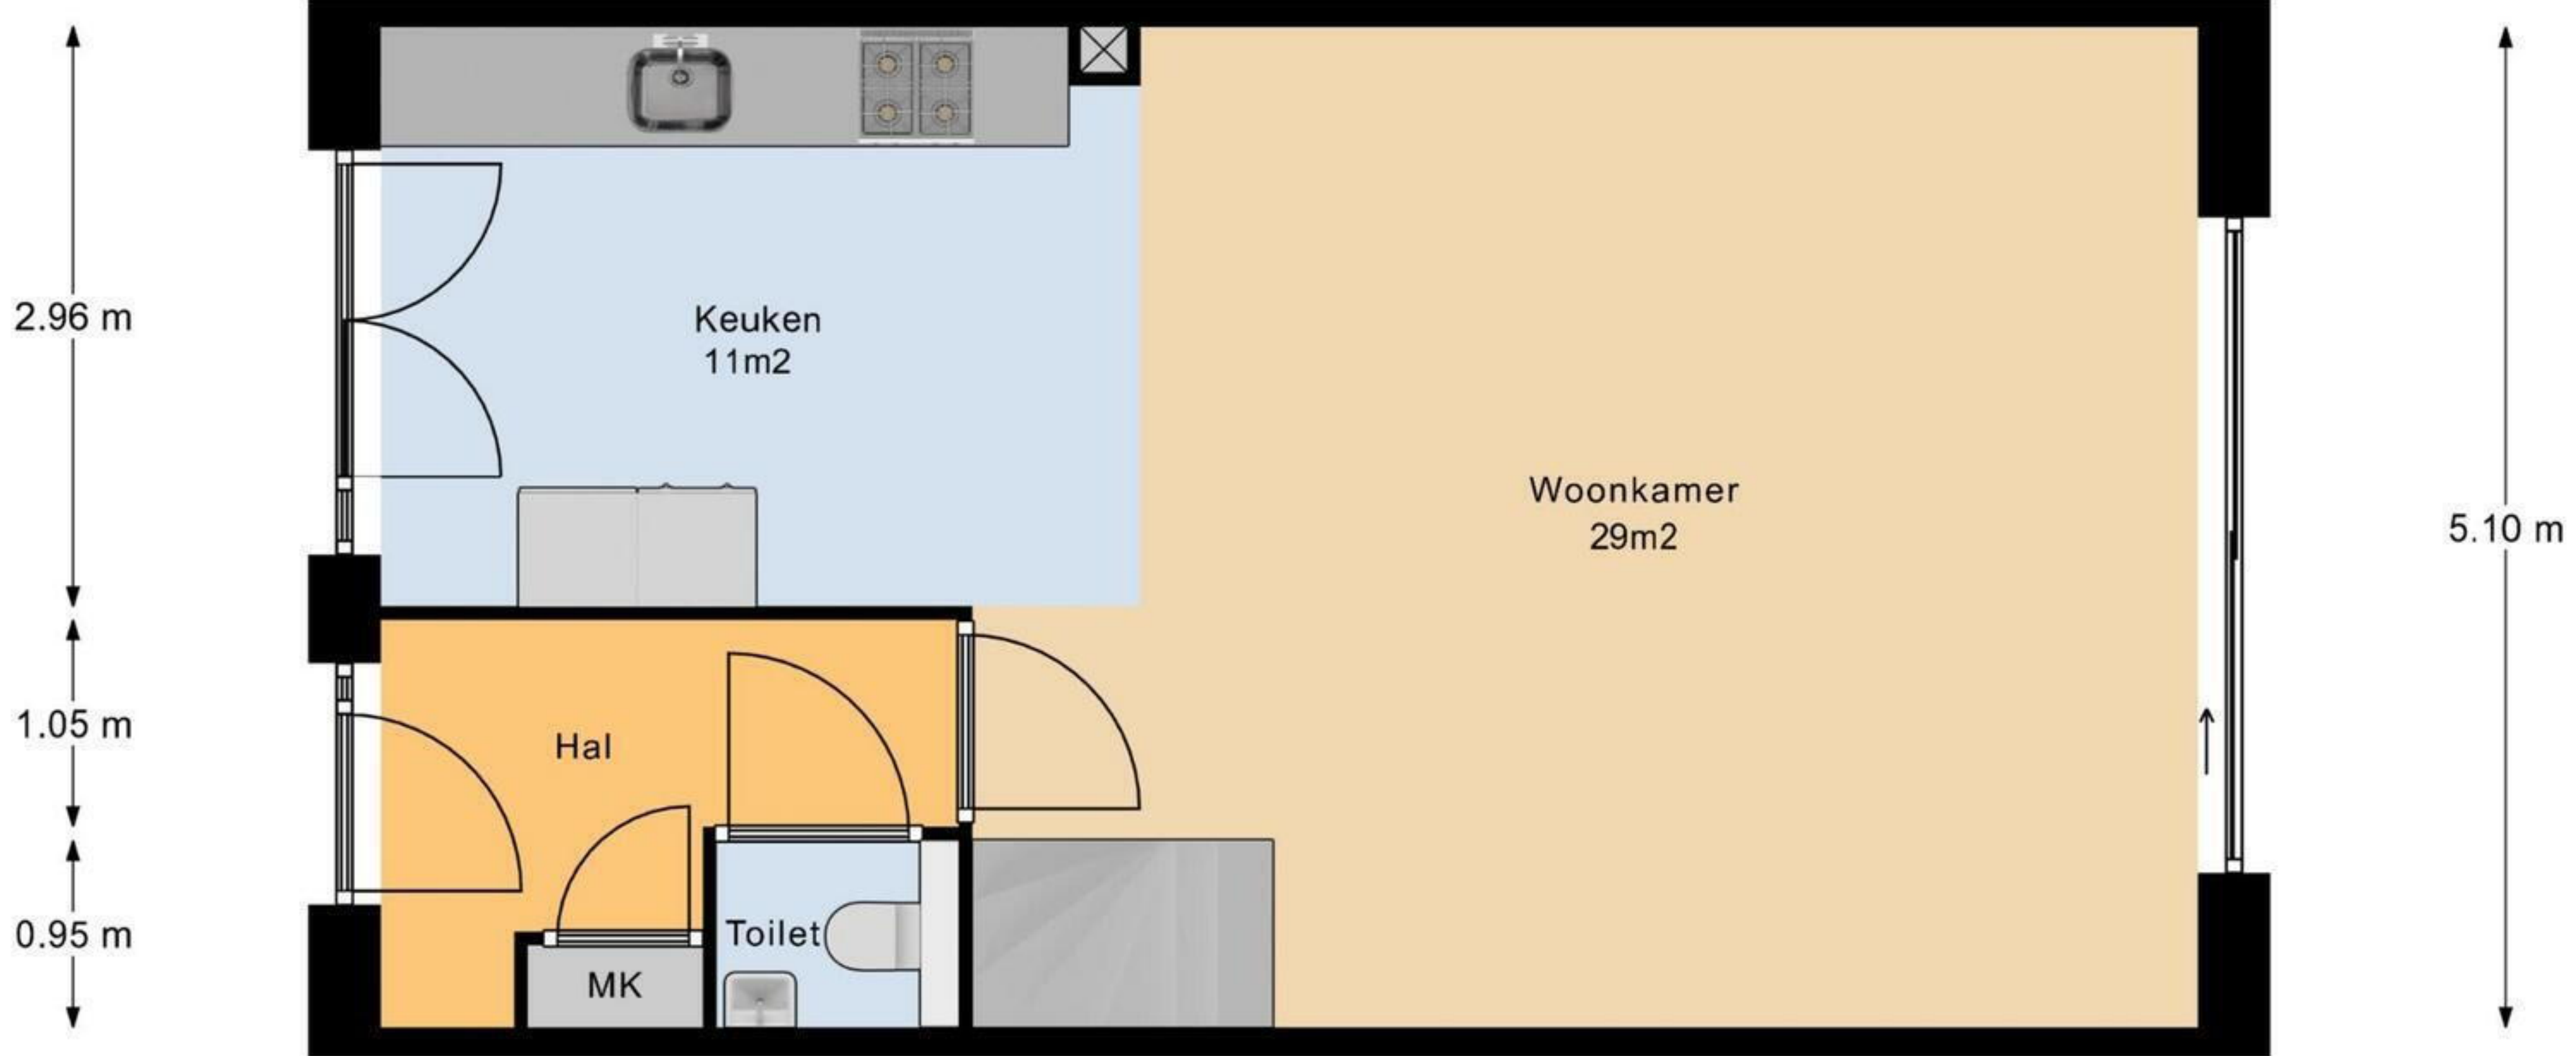 2.96 m
Keuken
11m2
Woonkamer
29m2
5.10 m
1.05 m
Hal
0.95 m
Toilet
MK